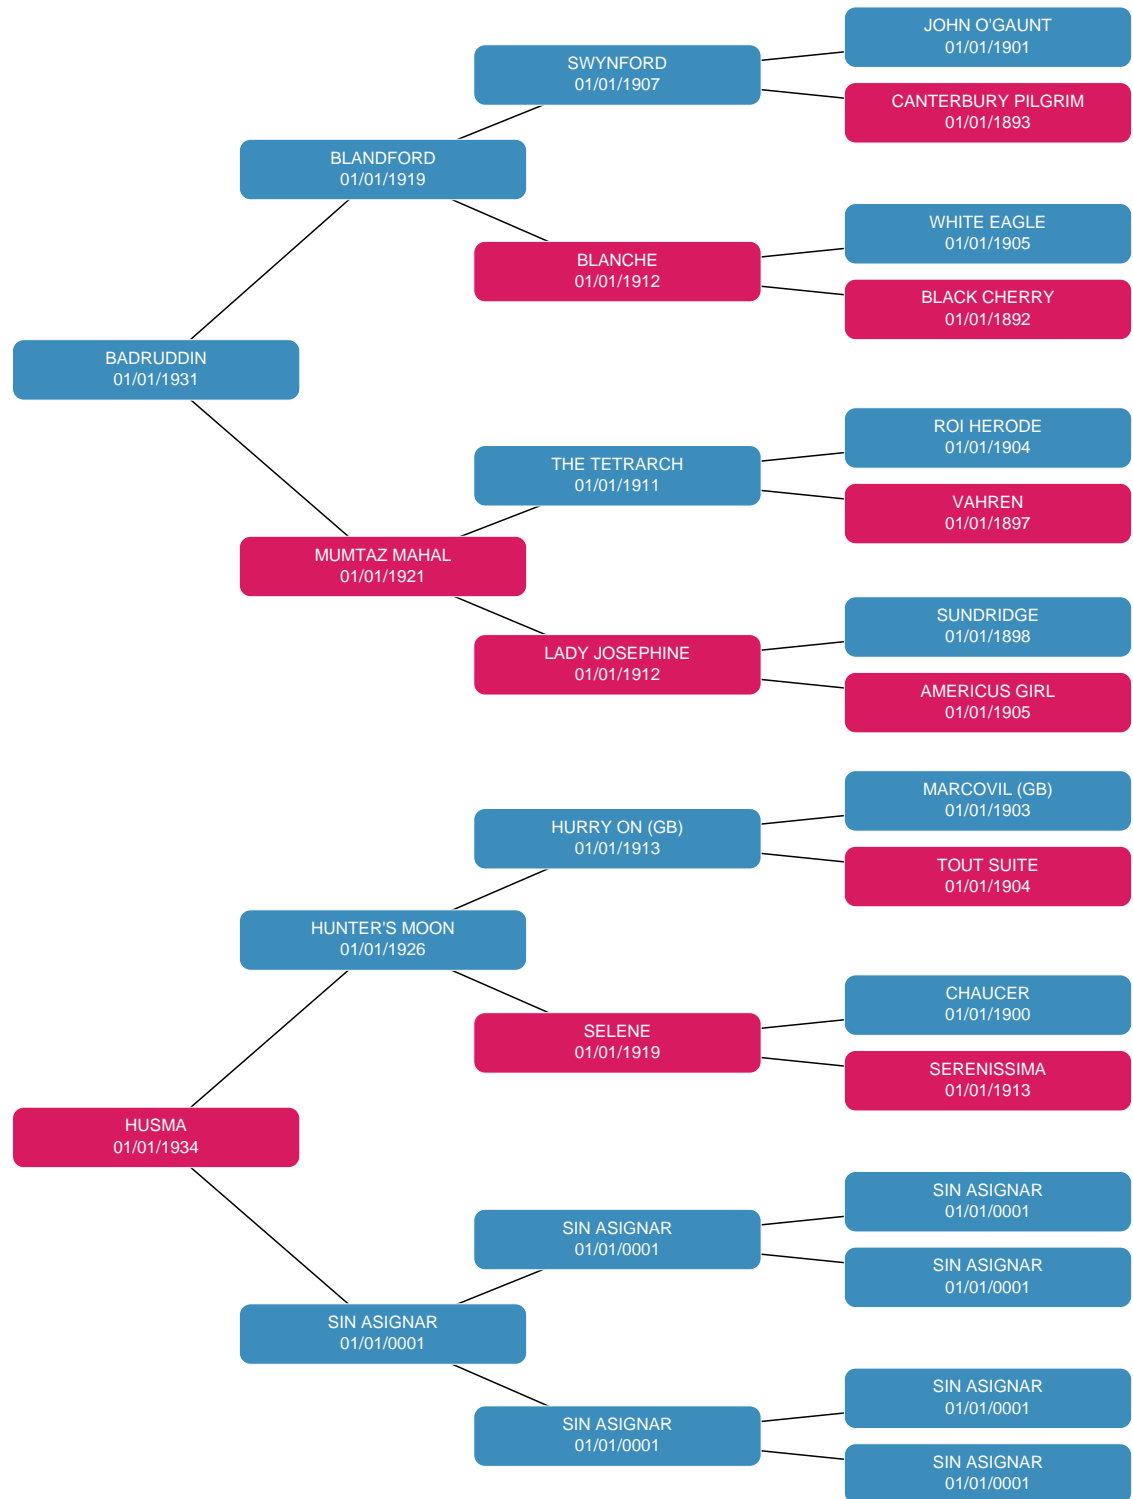 JOHN O'GAUNT
01/01/1901
SWYNFORD
01/01/1907
CANTERBURY PILGRIM
01/01/1893
BLANDFORD
01/01/1919
WHITE EAGLE
01/01/1905
BLANCHE
01/01/1912
BLACK CHERRY
01/01/1892
BADRUDDIN
01/01/1931
ROI HERODE
01/01/1904
THE TETRARCH
01/01/1911
VAHREN
01/01/1897
MUMTAZ MAHAL
01/01/1921
SUNDRIDGE
01/01/1898
LADY JOSEPHINE
01/01/1912
AMERICUS GIRL
01/01/1905
MARCOVIL (GB)
01/01/1903
HURRY ON (GB)
01/01/1913
TOUT SUITE
01/01/1904
HUNTER'S MOON
01/01/1926
CHAUCER
01/01/1900
SELENE
01/01/1919
SERENISSIMA
01/01/1913
HUSMA
01/01/1934
SIN ASIGNAR
01/01/0001
SIN ASIGNAR
01/01/0001
SIN ASIGNAR
01/01/0001
SIN ASIGNAR
01/01/0001
SIN ASIGNAR
01/01/0001
SIN ASIGNAR
01/01/0001
SIN ASIGNAR
01/01/0001